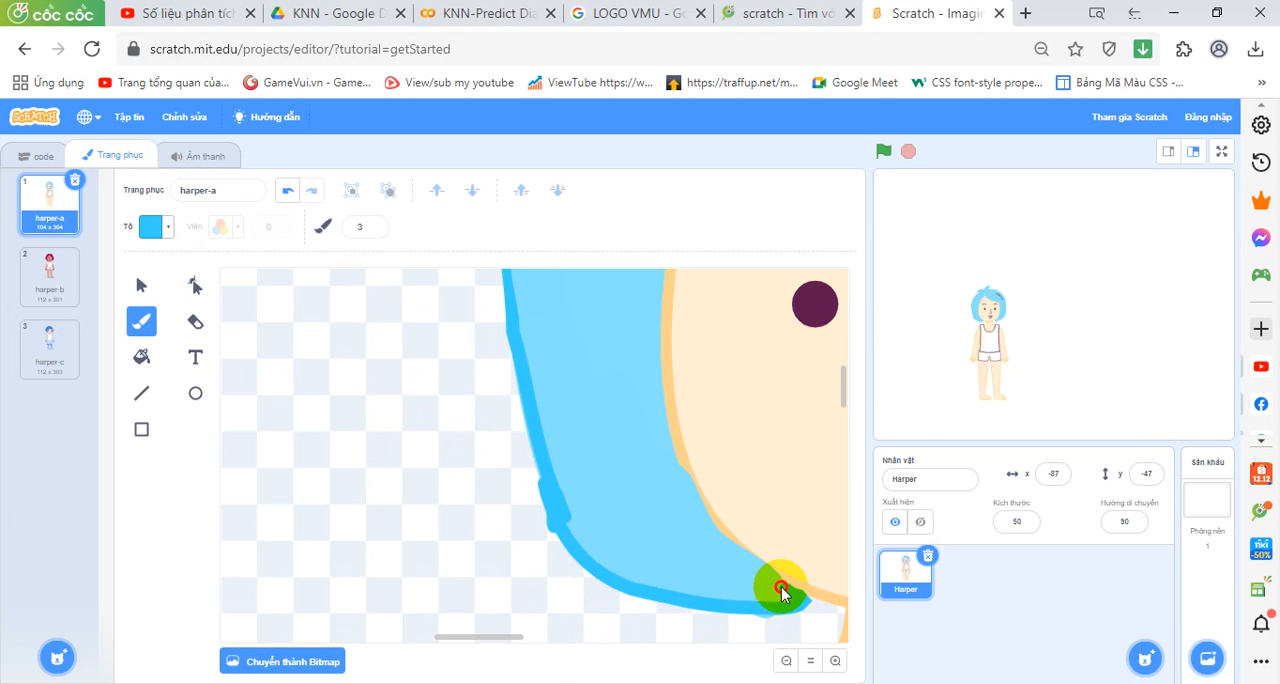 cốc cốc
Số liệu phân tích
KNN - Google D
KNN-Predict Dia
LOGO VMU - Go
scratch - Tìm vớ
Scratch - Imagin
scratch.mit.edu/projects/editor/?tutorial=getStarted
Ứng dụng
Trang tổng quan của...
GameVui.vn - Game...
View/sub my youtube
ViewTube https://w...
https://traffup.net/m...
Google Meet
CSS font-style prope...
Bảng Mã Màu CSS -...
»
SCRATCH
Tập tin
Chỉnh sửa
Hướng dẫn
Tham gia Scratch
Đăng nhập
code
Trang phục
Âm thanh
1
harper-a
104 x 304
2
harper-b
112 x 301
3
harper-c
112 x 303
Trang phục
harper-a
Tô
Viền
0
3
T
Chuyển thành Bitmap
Nhân vật
Harper
x
-87
y
-47
Xuất hiện
Kích thước
50
Hướng di chuyển
90
Harper
Sân khấu
Phông nền
1
12.12
TIKI
-50%